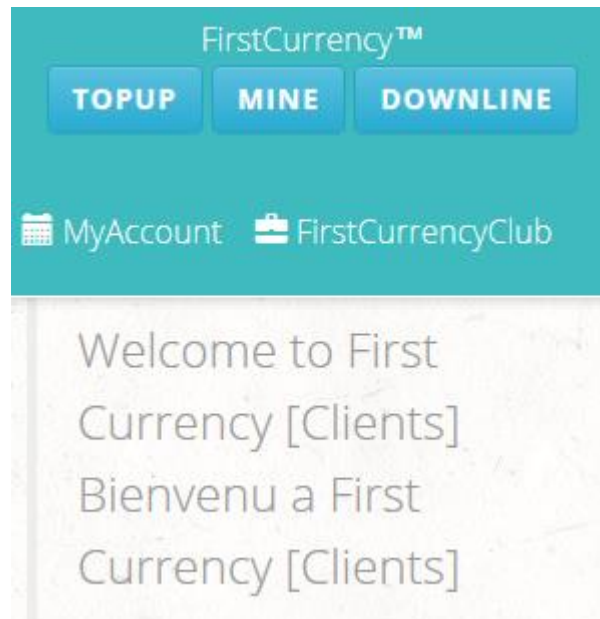 FirstCurrency™
TOPUP MINE DOWNLINE
MyAccount FirstCurrencyClub
Welcome to First
Currency [Clients]
Bienvenu a First
Currency [Clients]